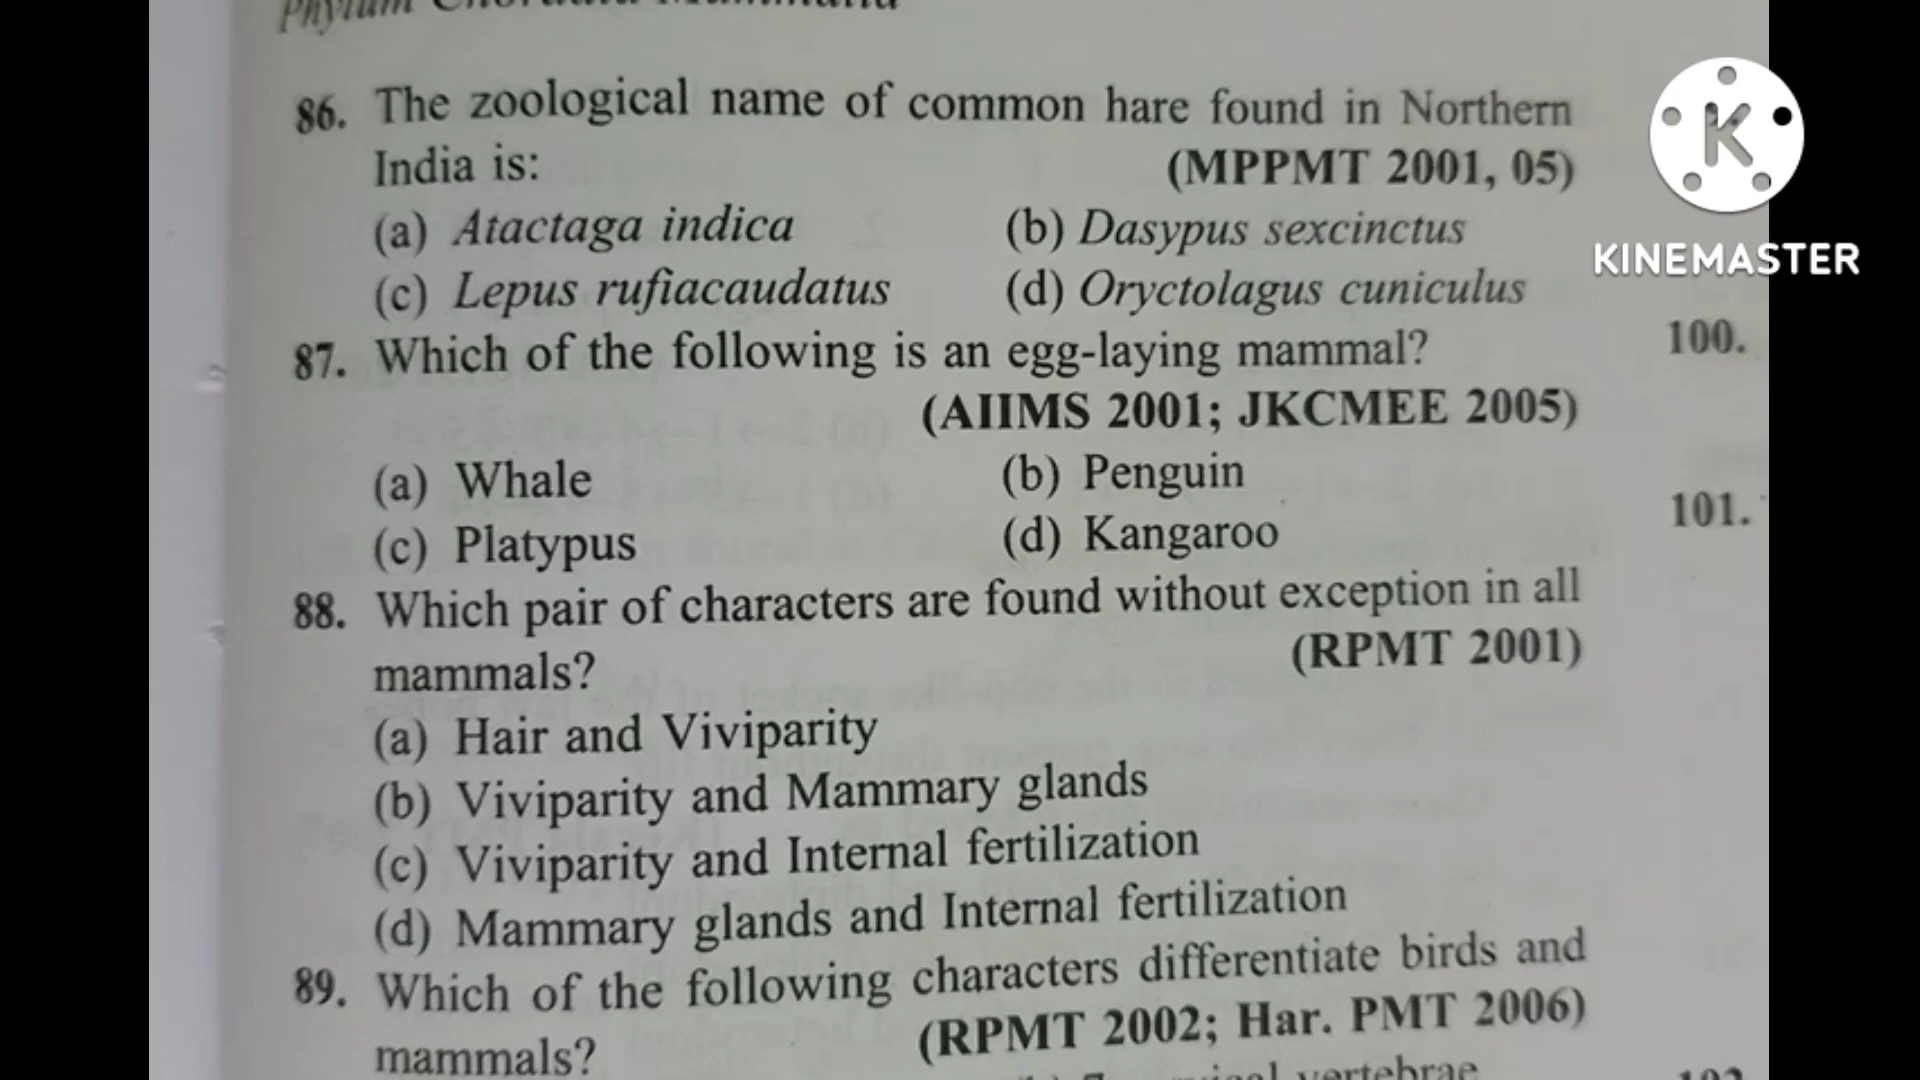 Phylum Chordata Mammalia
86. The zoological name of common hare found in Northern
India is: (MPPMT 2001, 05)
(a) Atactaga indica (b) Dasypus sexcinctus
(c) Lepus rufiacaudatus (d) Oryctolagus cuniculus
87. Which of the following is an egg-laying mammal?
(AIIMS 2001; JKCMEE 2005)
(a) Whale (b) Penguin
(c) Platypus (d) Kangaroo
88. Which pair of characters are found without exception in all
mammals? (RPMT 2001)
(a) Hair and Viviparity
(b) Viviparity and Mammary glands
(c) Viviparity and Internal fertilization
(d) Mammary glands and Internal fertilization
89. Which of the following characters differentiate birds and
mammals? (RPMT 2002; Har. PMT 2006)
vertebrae
100.
101.
K
KINEMASTER